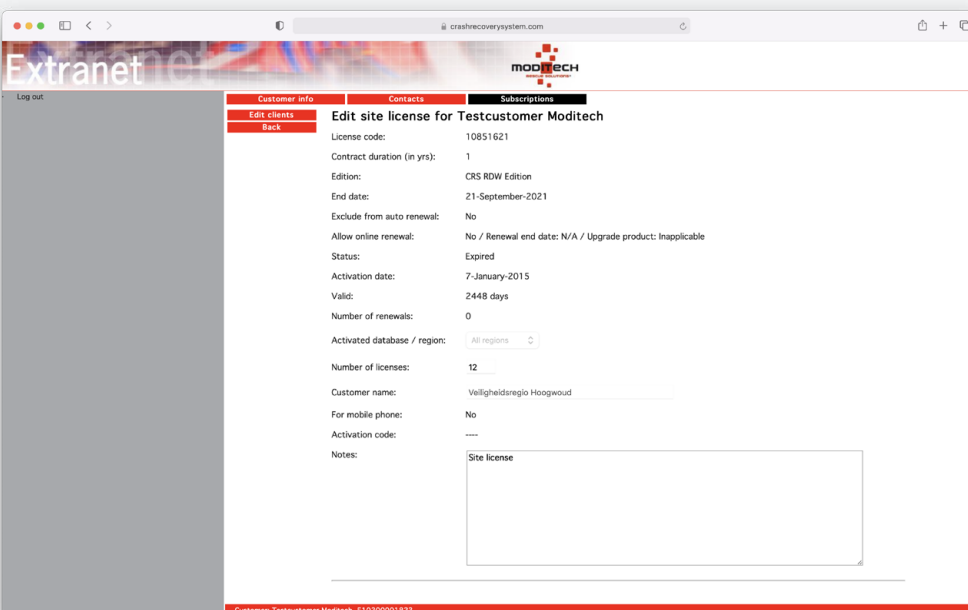 crashrecoverysystem.com
Extranet
MODITECH
RESCUE SOLUTIONS
Log out
Customer info Contacts Subscriptions
Edit clients
Back
Edit site license for Testcustomer Moditech
License code: 10851621
Contract duration (in yrs): 1
Edition: CRS RDW Edition
End date: 21-September-2021
Exclude from auto renewal: No
Allow online renewal: No / Renewal end date: N/A / Upgrade product: Inapplicable
Status: Expired
Activation date: 7-January-2015
Valid: 2448 days
Number of renewals: 0
Activated database / region: All regions
Number of licenses: 12
Customer name: Veiligheidsregio Hoogwoud
For mobile phone: No
Activation code: ----
Notes: Site license